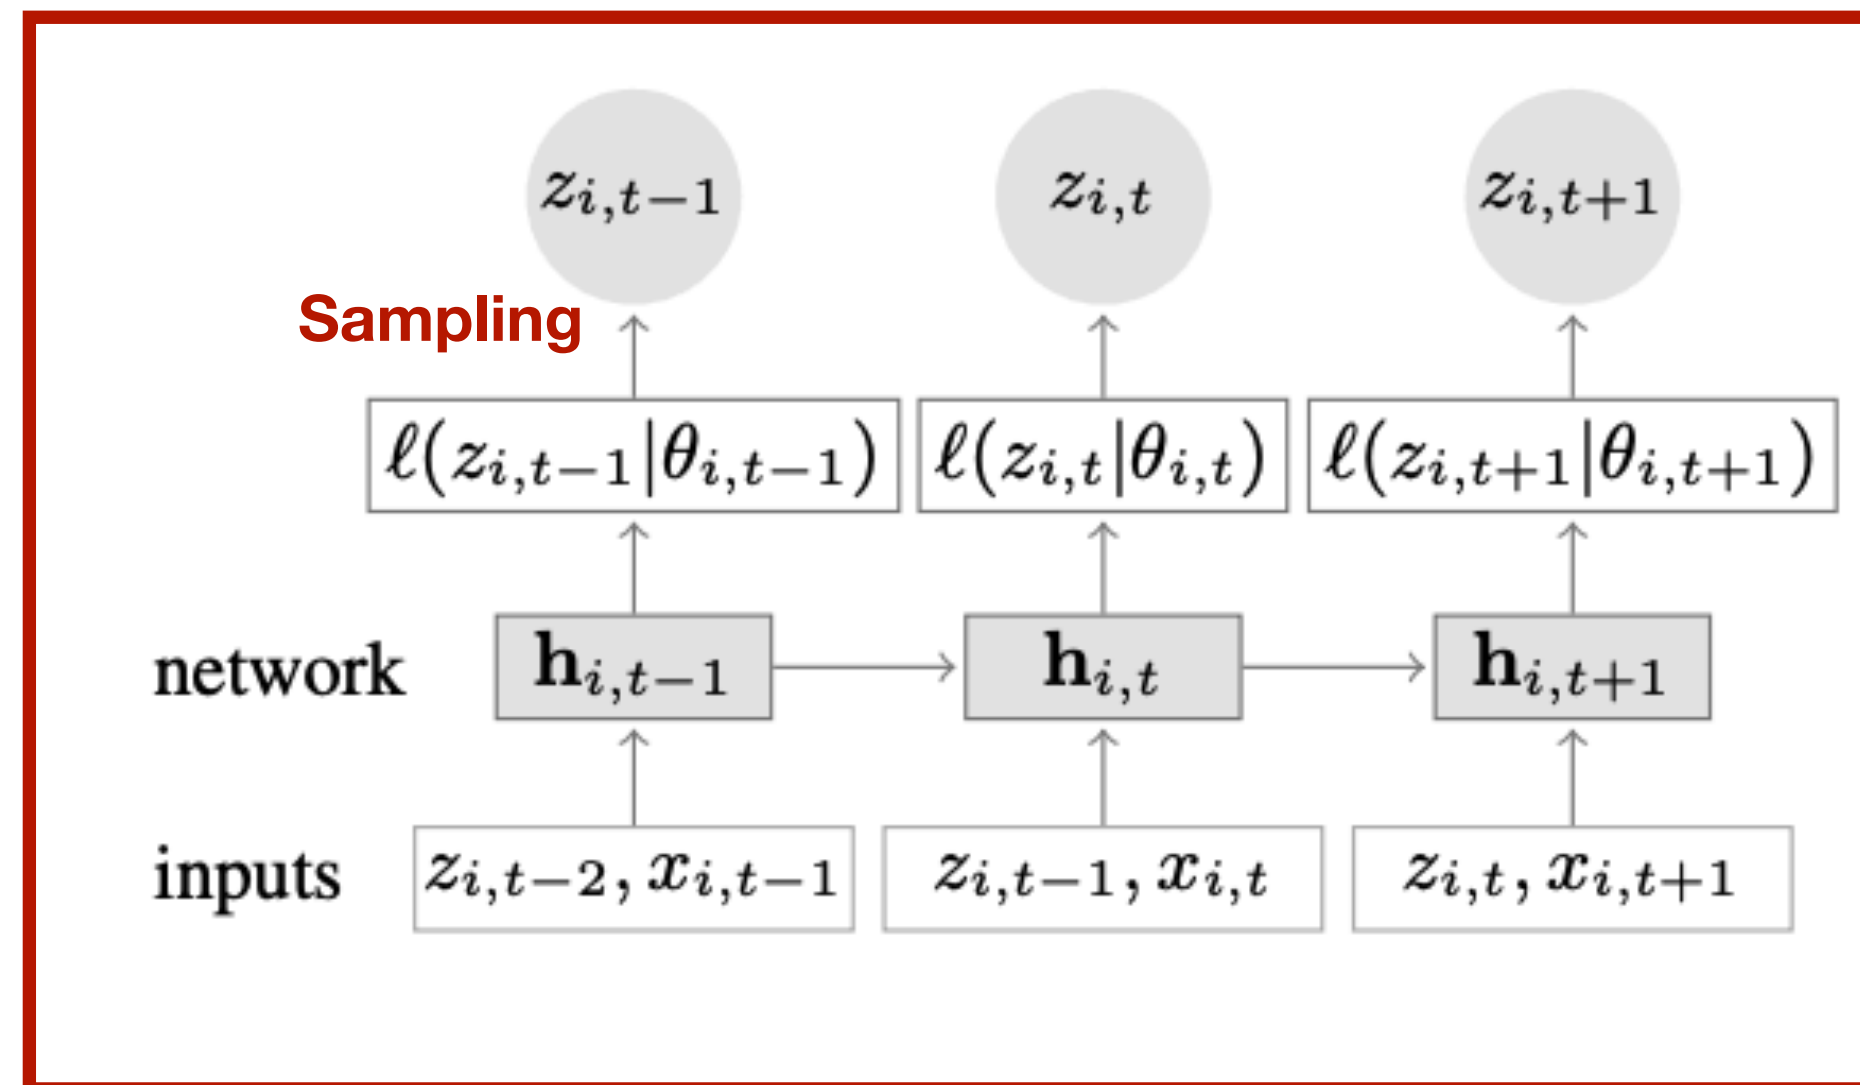 z_{i,t−1} z_{i,t} z_{i,t+1}
Sampling
ℓ(z_{i,t−1}|θ_{i,t−1}) ℓ(z_{i,t}|θ_{i,t}) ℓ(z_{i,t+1}|θ_{i,t+1})
network h_{i,t−1} h_{i,t} h_{i,t+1}
inputs z_{i,t−2}, x_{i,t−1} z_{i,t−1}, x_{i,t} z_{i,t}, x_{i,t+1}